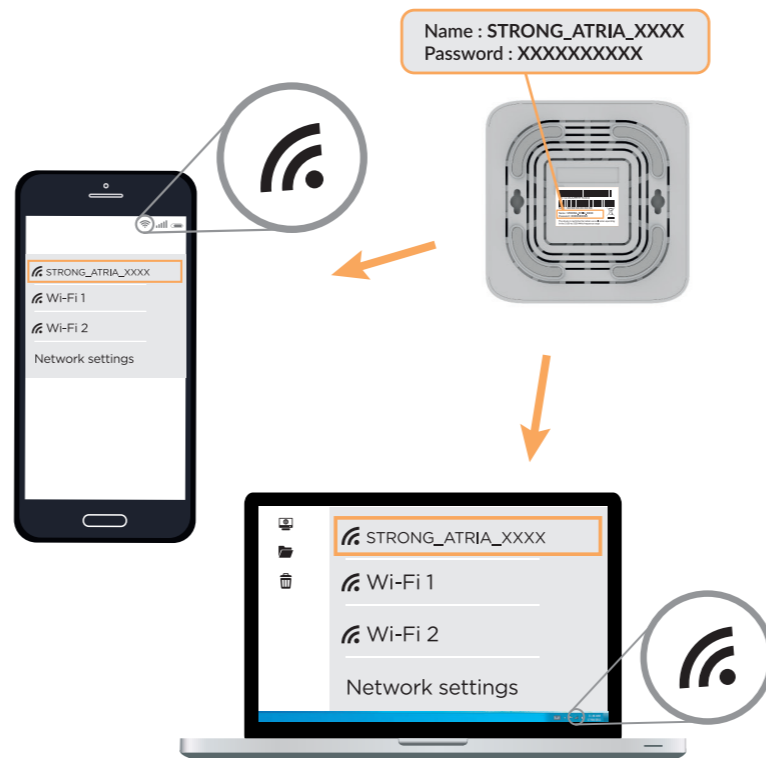 Name : STRONG_ATRIA_XXXX
Password : XXXXXXXXXX
STRONG_ATRIA_XXXX
Wi-Fi 1
Wi-Fi 2
Network settings
STRONG_ATRIA_XXXX
Wi-Fi 1
Wi-Fi 2
Network settings